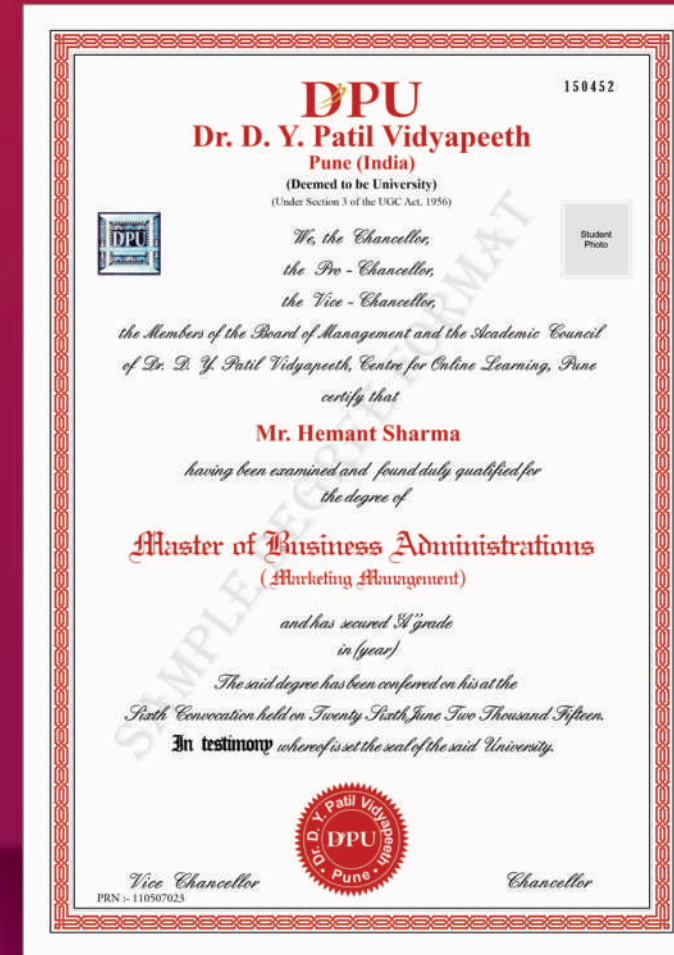 DPU
150452
Dr. D. Y. Patil Vidyapeeth
Pune (India)
(Deemed to be University)
(Under Section 3 of the UGC Act, 1956)
DPU
Student
Photo
We, the Chancellor,
the Pro - Chancellor,
the Vice - Chancellor,
the Members of the Board of Management and the Academic Council
of Dr. D. Y. Patil Vidyapeeth, Centre for Online Learning, Pune
certify that
Mr. Hemant Sharma
having been examined and found duly qualified for
the degree of
Master of Business Administrations
(Marketing Management)
and has secured 'A' grade
in (year)
The said degree has been conferred on his at the
Sixth Convocation held on Twenty Sixth June Two Thousand Fifteen.
In testimony whereof is set the seal of the said University.
SAMPLE DEGREE FORMAT
Dr. D. Y. Patil Vidyapeeth
DPU
Pune
Vice Chancellor
Chancellor
PRN :- 110507023